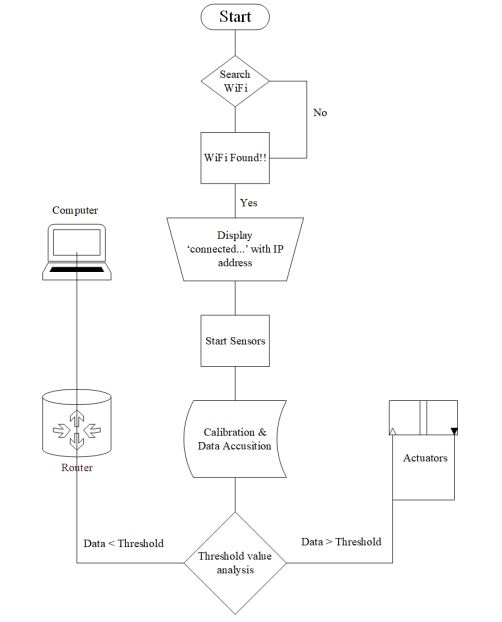 Start
Search
WiFi
No
WiFi Found!!
Yes
Computer
Display
‘connected...’ with IP
address
Start Sensors
Calibration &
Data Accusition
Router
Actuators
Data < Threshold
Threshold value
analysis
Data > Threshold